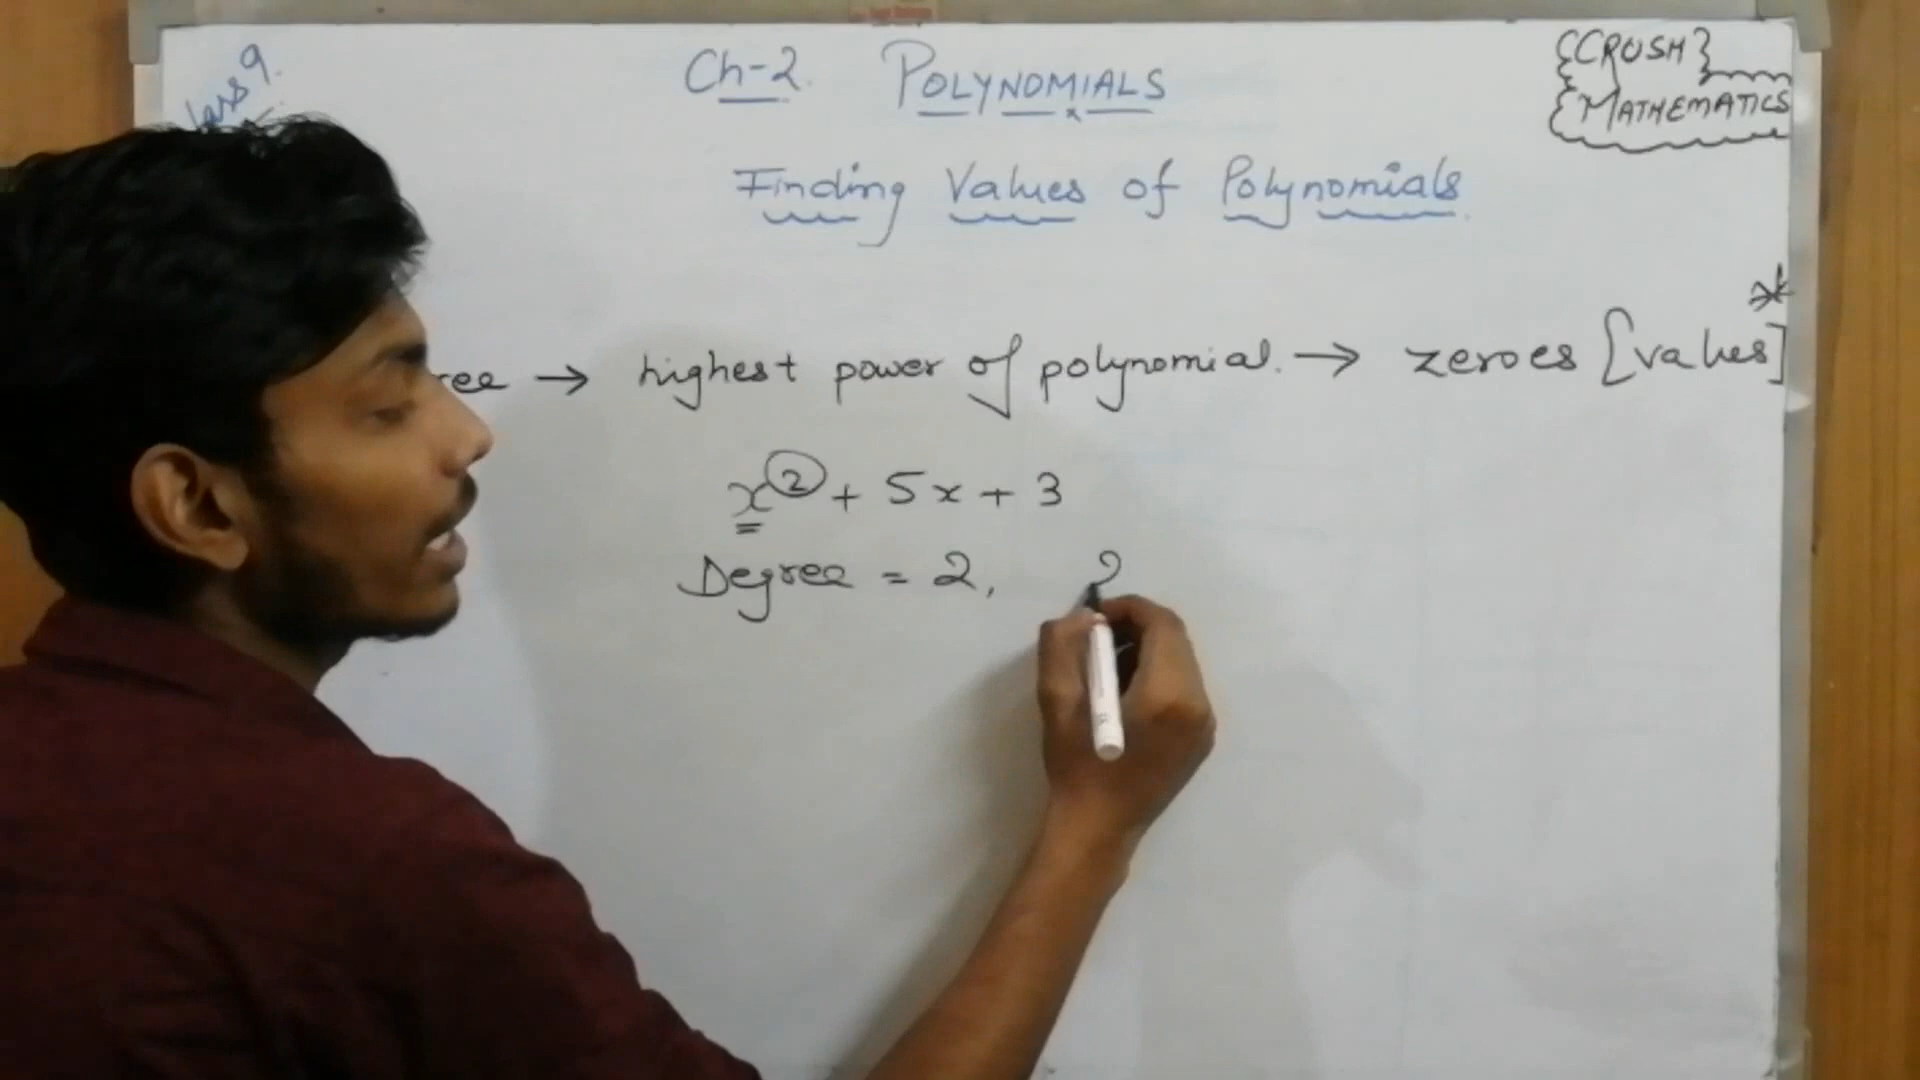 Ch-2. POLYNOMIALS
{CRUSH}
{MATHEMATICS
Finding Values of Polynomials.
→ highest power of polynomial. → zeroes [values*]
x² + 5x + 3
Degree = 2, 2